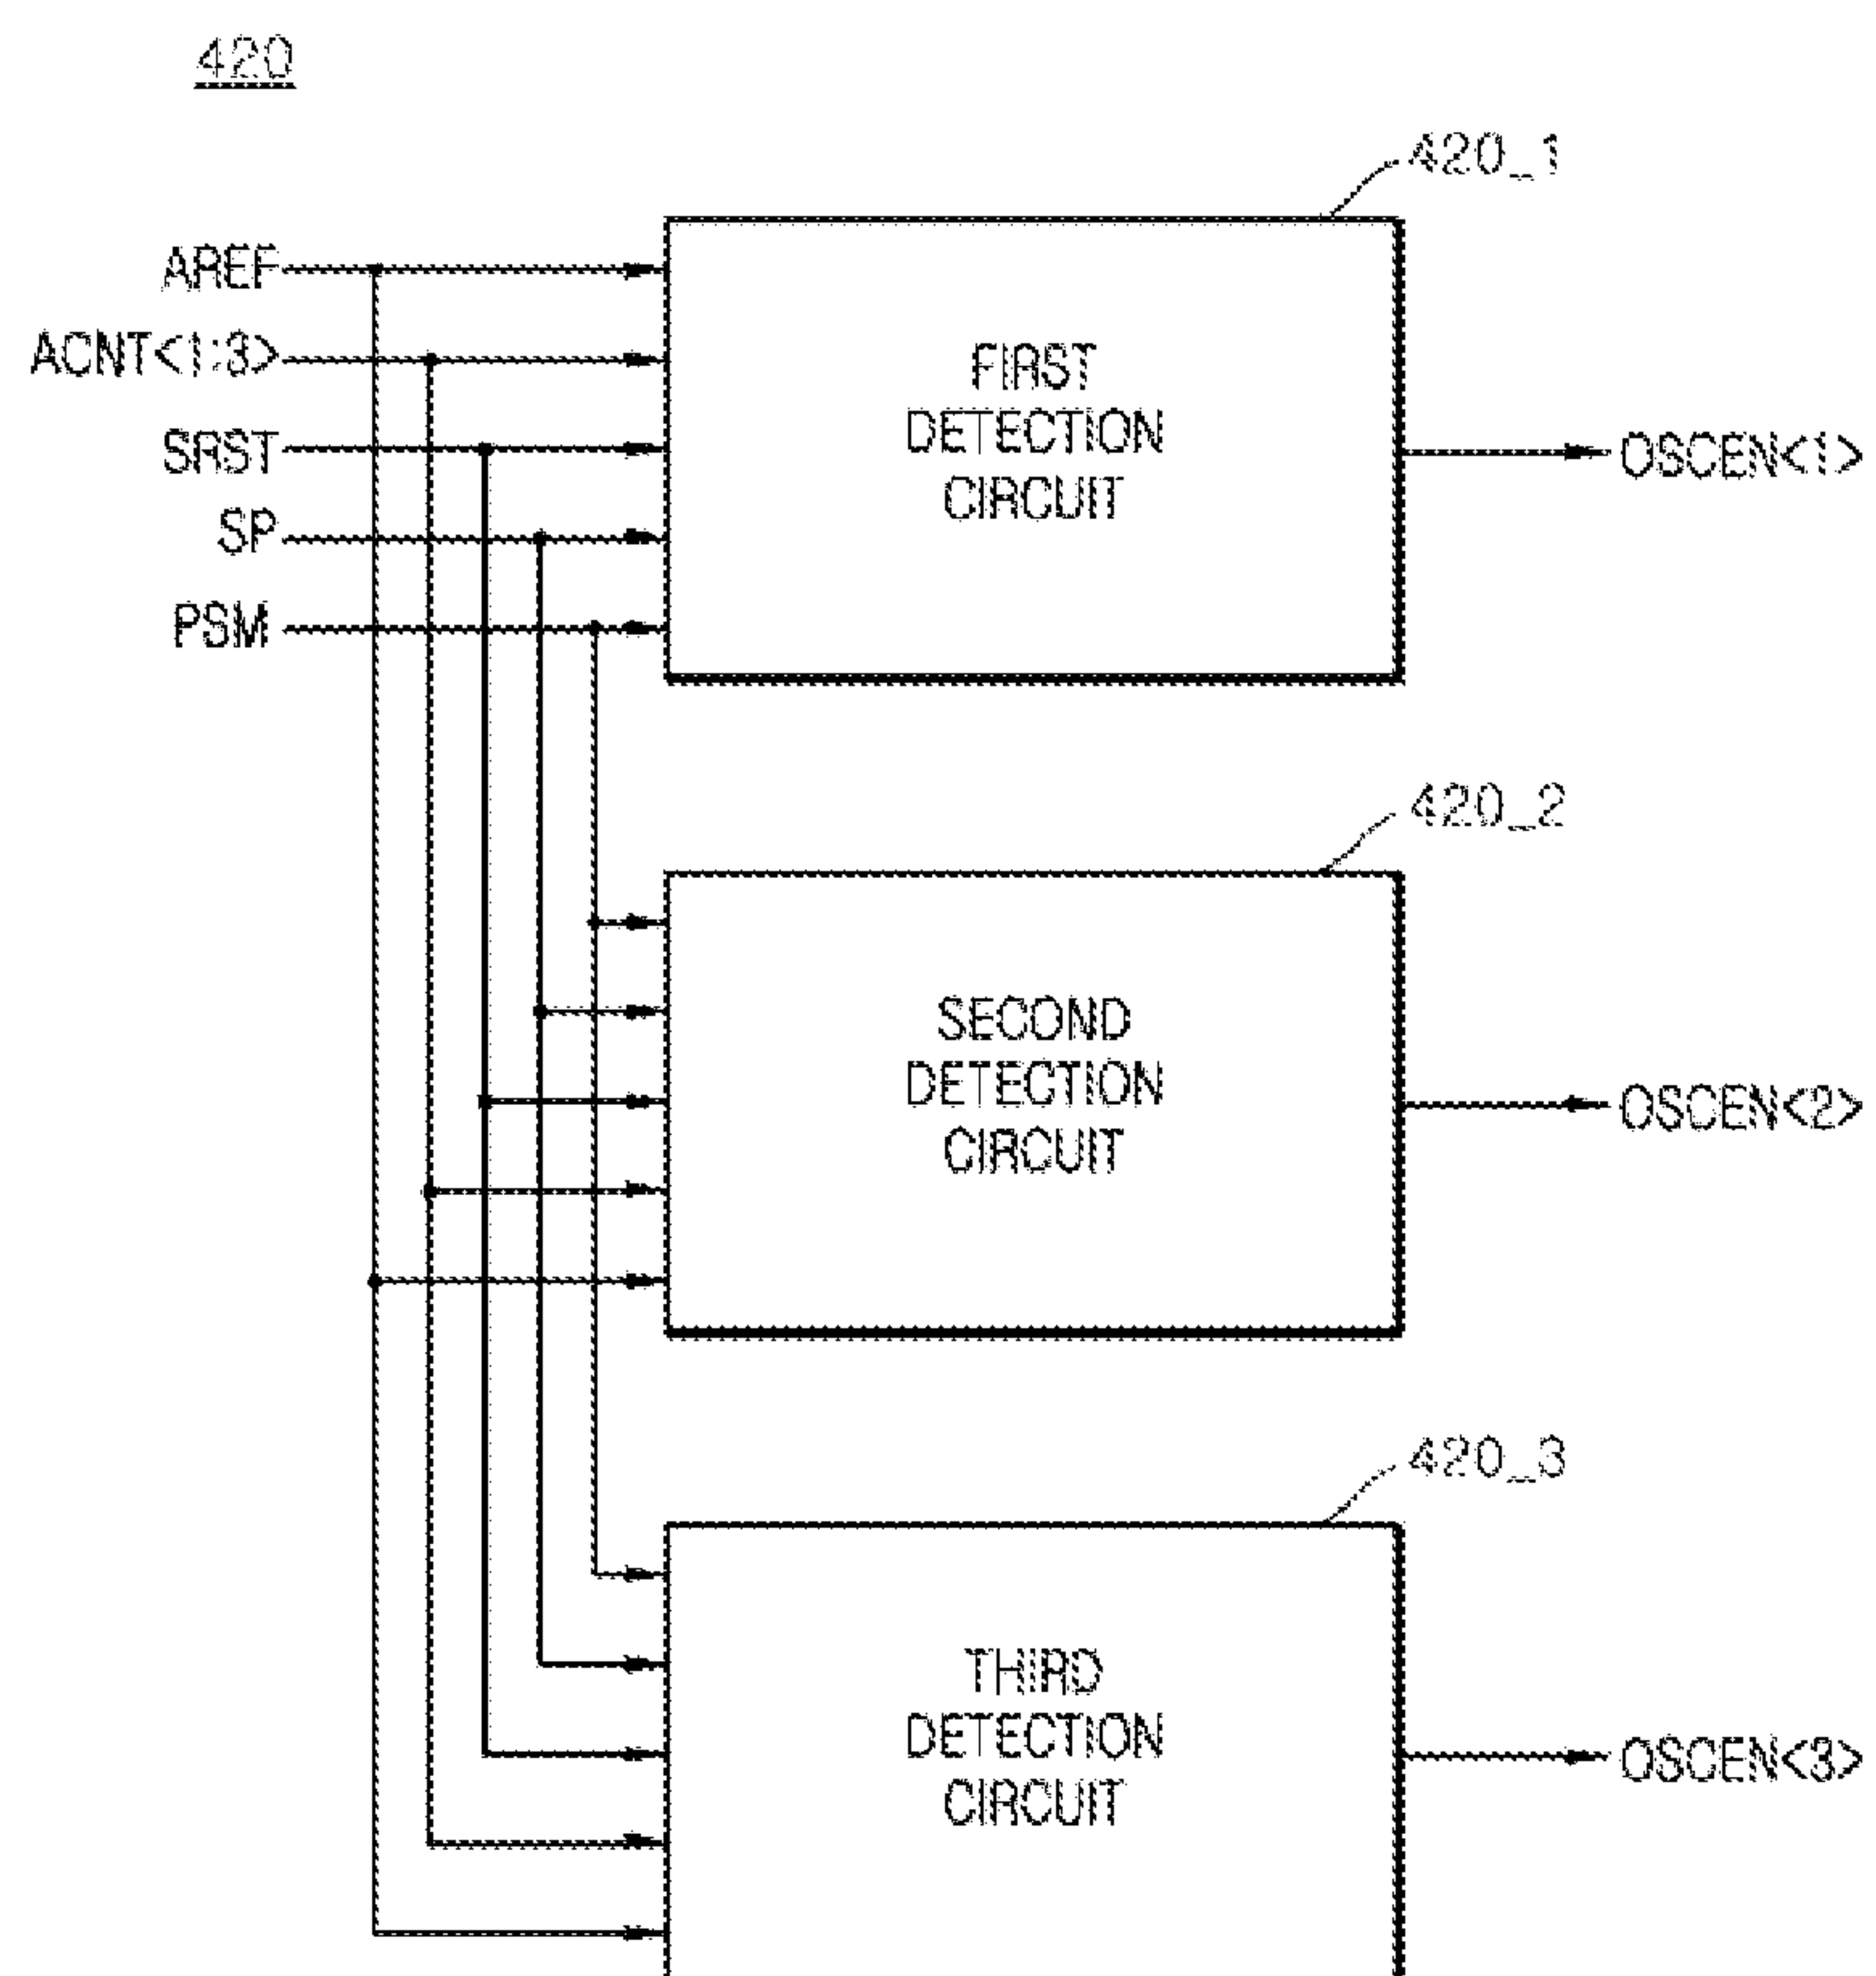 420
420_1
AREF
ACNT<1:3>
SRST
SP
PSM
FIRST
DETECTION
CIRCUIT
OSCEN<1>
420_2
SECOND
DETECTION
CIRCUIT
OSCEN<2>
420_3
THIRD
DETECTION
CIRCUIT
OSCEN<3>